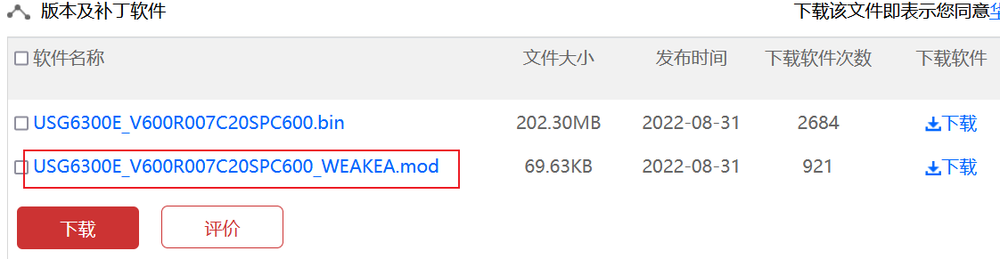 版本及补丁软件 下载该文件即表示您同意华
软件名称 文件大小 发布时间 下载软件次数 下载软件
USG6300E_V600R007C20SPC600.bin 202.30MB 2022-08-31 2684 下载
USG6300E_V600R007C20SPC600_WEAKEA.mod 69.63KB 2022-08-31 921 下载
下载 评价